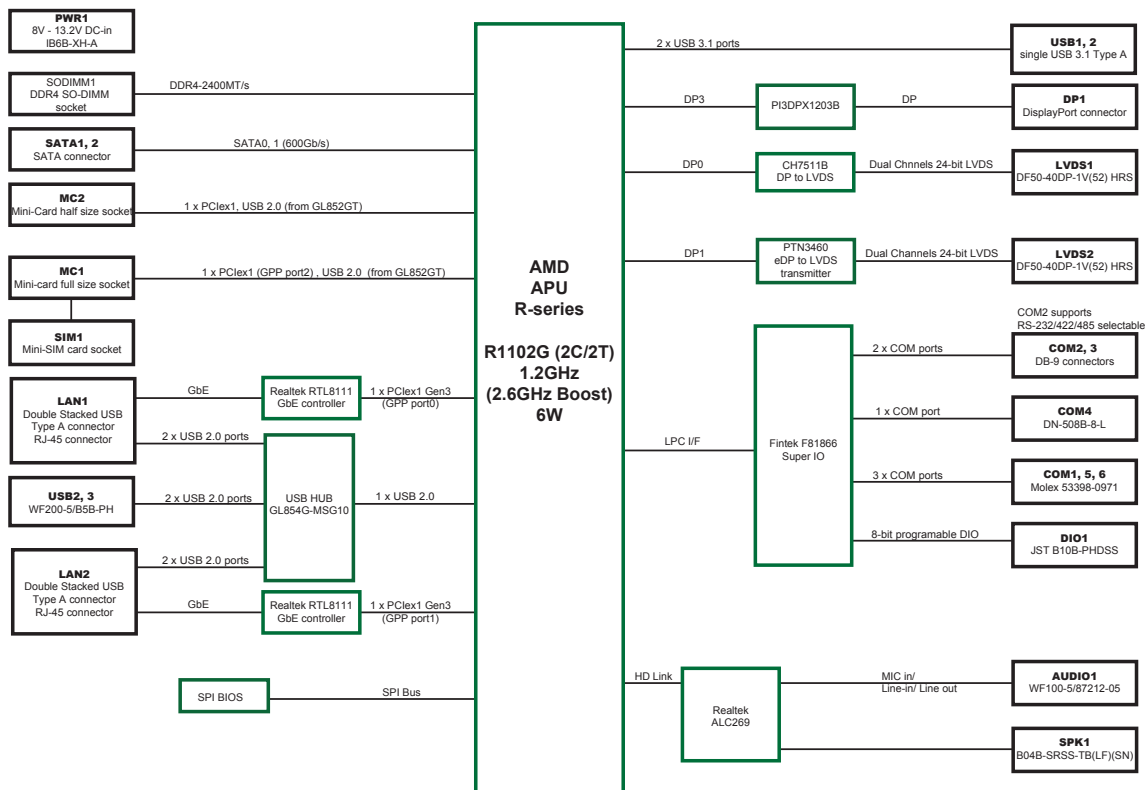 PWR1
8V - 13.2V DC-in
IB6B-XH-A
SODIMM1
DDR4 SO-DIMM
socket
DDR4-2400MT/s
SATA1, 2
SATA connector
SATA0, 1 (600Gb/s)
MC2
Mini-Card half size socket
1 x PCIex1, USB 2.0 (from GL852GT)
MC1
Mini-card full size socket
1 x PCIex1 (GPP port2) , USB 2.0 (from GL852GT)
SIM1
Mini-SIM card socket
LAN1
Double Stacked USB
Type A connector
RJ-45 connector
GbE
Realtek RTL8111
GbE controller
1 x PCIex1 Gen3
(GPP port0)
2 x USB 2.0 ports
USB2, 3
WF200-5/B5B-PH
2 x USB 2.0 ports
USB HUB
GL854G-MSG10
1 x USB 2.0
LAN2
Double Stacked USB
Type A connector
RJ-45 connector
2 x USB 2.0 ports
GbE
Realtek RTL8111
GbE controller
1 x PCIex1 Gen3
(GPP port1)
SPI BIOS
SPI Bus
AMD
APU
R-series
R1102G (2C/2T)
1.2GHz
(2.6GHz Boost)
6W
2 x USB 3.1 ports
USB1, 2
single USB 3.1 Type A
DP3
PI3DPX1203B
DP
DP1
DisplayPort connector
DP0
CH7511B
DP to LVDS
Dual Chnnels 24-bit LVDS
LVDS1
DF50-40DP-1V(52) HRS
DP1
PTN3460
eDP to LVDS
transmitter
Dual Channels 24-bit LVDS
LVDS2
DF50-40DP-1V(52) HRS
COM2 supports
RS-232/422/485 selectable
2 x COM ports
COM2, 3
DB-9 connectors
1 x COM port
COM4
DN-508B-8-L
LPC I/F
Fintek F81866
Super IO
3 x COM ports
COM1, 5, 6
Molex 53398-0971
8-bit programable DIO
DIO1
JST B10B-PHDSS
HD Link
Realtek
ALC269
MIC in/
Line-in/ Line out
AUDIO1
WF100-5/87212-05
SPK1
B04B-SRSS-TB(LF)(SN)